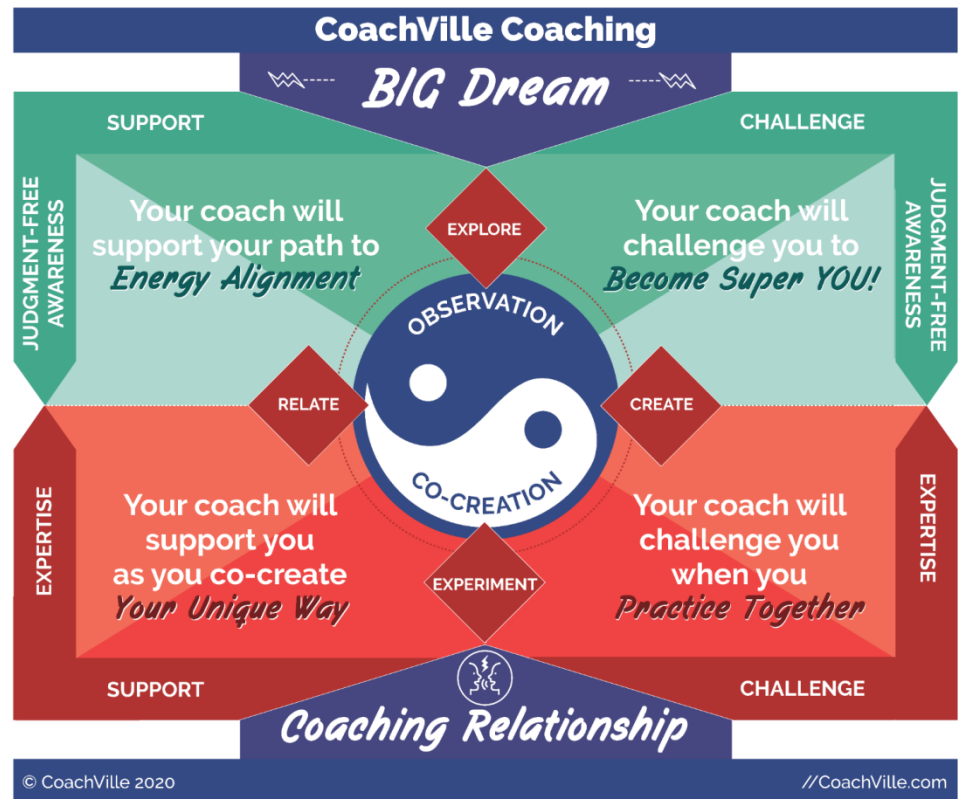 CoachVille Coaching
BIG Dream
SUPPORT
CHALLENGE
JUDGMENT-FREE
AWARENESS
Your coach will
support your path to
Energy Alignment
EXPLORE
Your coach will
challenge you to
Become Super YOU!
JUDGMENT-FREE
AWARENESS
OBSERVATION
RELATE
CREATE
CO-CREATION
EXPERTISE
Your coach will
support you
as you co-create
Your Unique Way
EXPERIMENT
Your coach will
challenge you
when you
Practice Together
EXPERTISE
SUPPORT
CHALLENGE
Coaching Relationship
© CoachVille 2020
//CoachVille.com